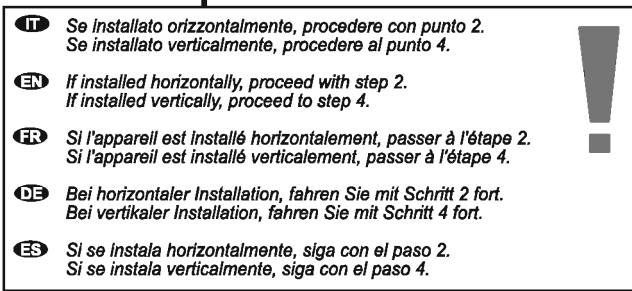 IT Se installato orizzontalmente, procedere con punto 2.
Se installato verticalmente, procedere al punto 4.
EN If installed horizontally, proceed with step 2.
If installed vertically, proceed to step 4.
FR Si l'appareil est installé horizontalement, passer à l'étape 2.
Si l'appareil est installé verticalement, passer à l'étape 4.
DE Bei horizontaler Installation, fahren Sie mit Schritt 2 fort.
Bei vertikaler Installation, fahren Sie mit Schritt 4 fort.
ES Si se instala horizontalmente, siga con el paso 2.
Si se instala verticalmente, siga con el paso 4.